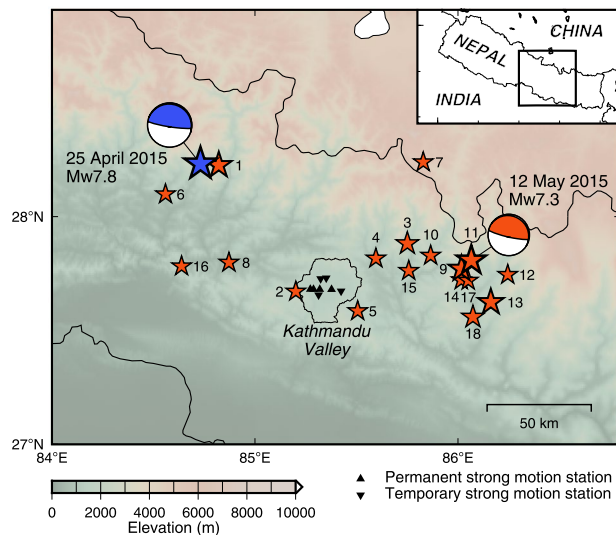 CHINA
NEPAL
INDIA
25 April 2015
Mw7.8
1
7
12 May 2015
Mw7.3
6
28°N
3
10
11
4
16
8
15
9
12
2
14
17
13
5
18
Kathmandu
Valley
50 km
27°N
84°E
85°E
86°E
Permanent strong motion station
Temporary strong motion station
0
2000
4000
6000
8000
10000
Elevation (m)